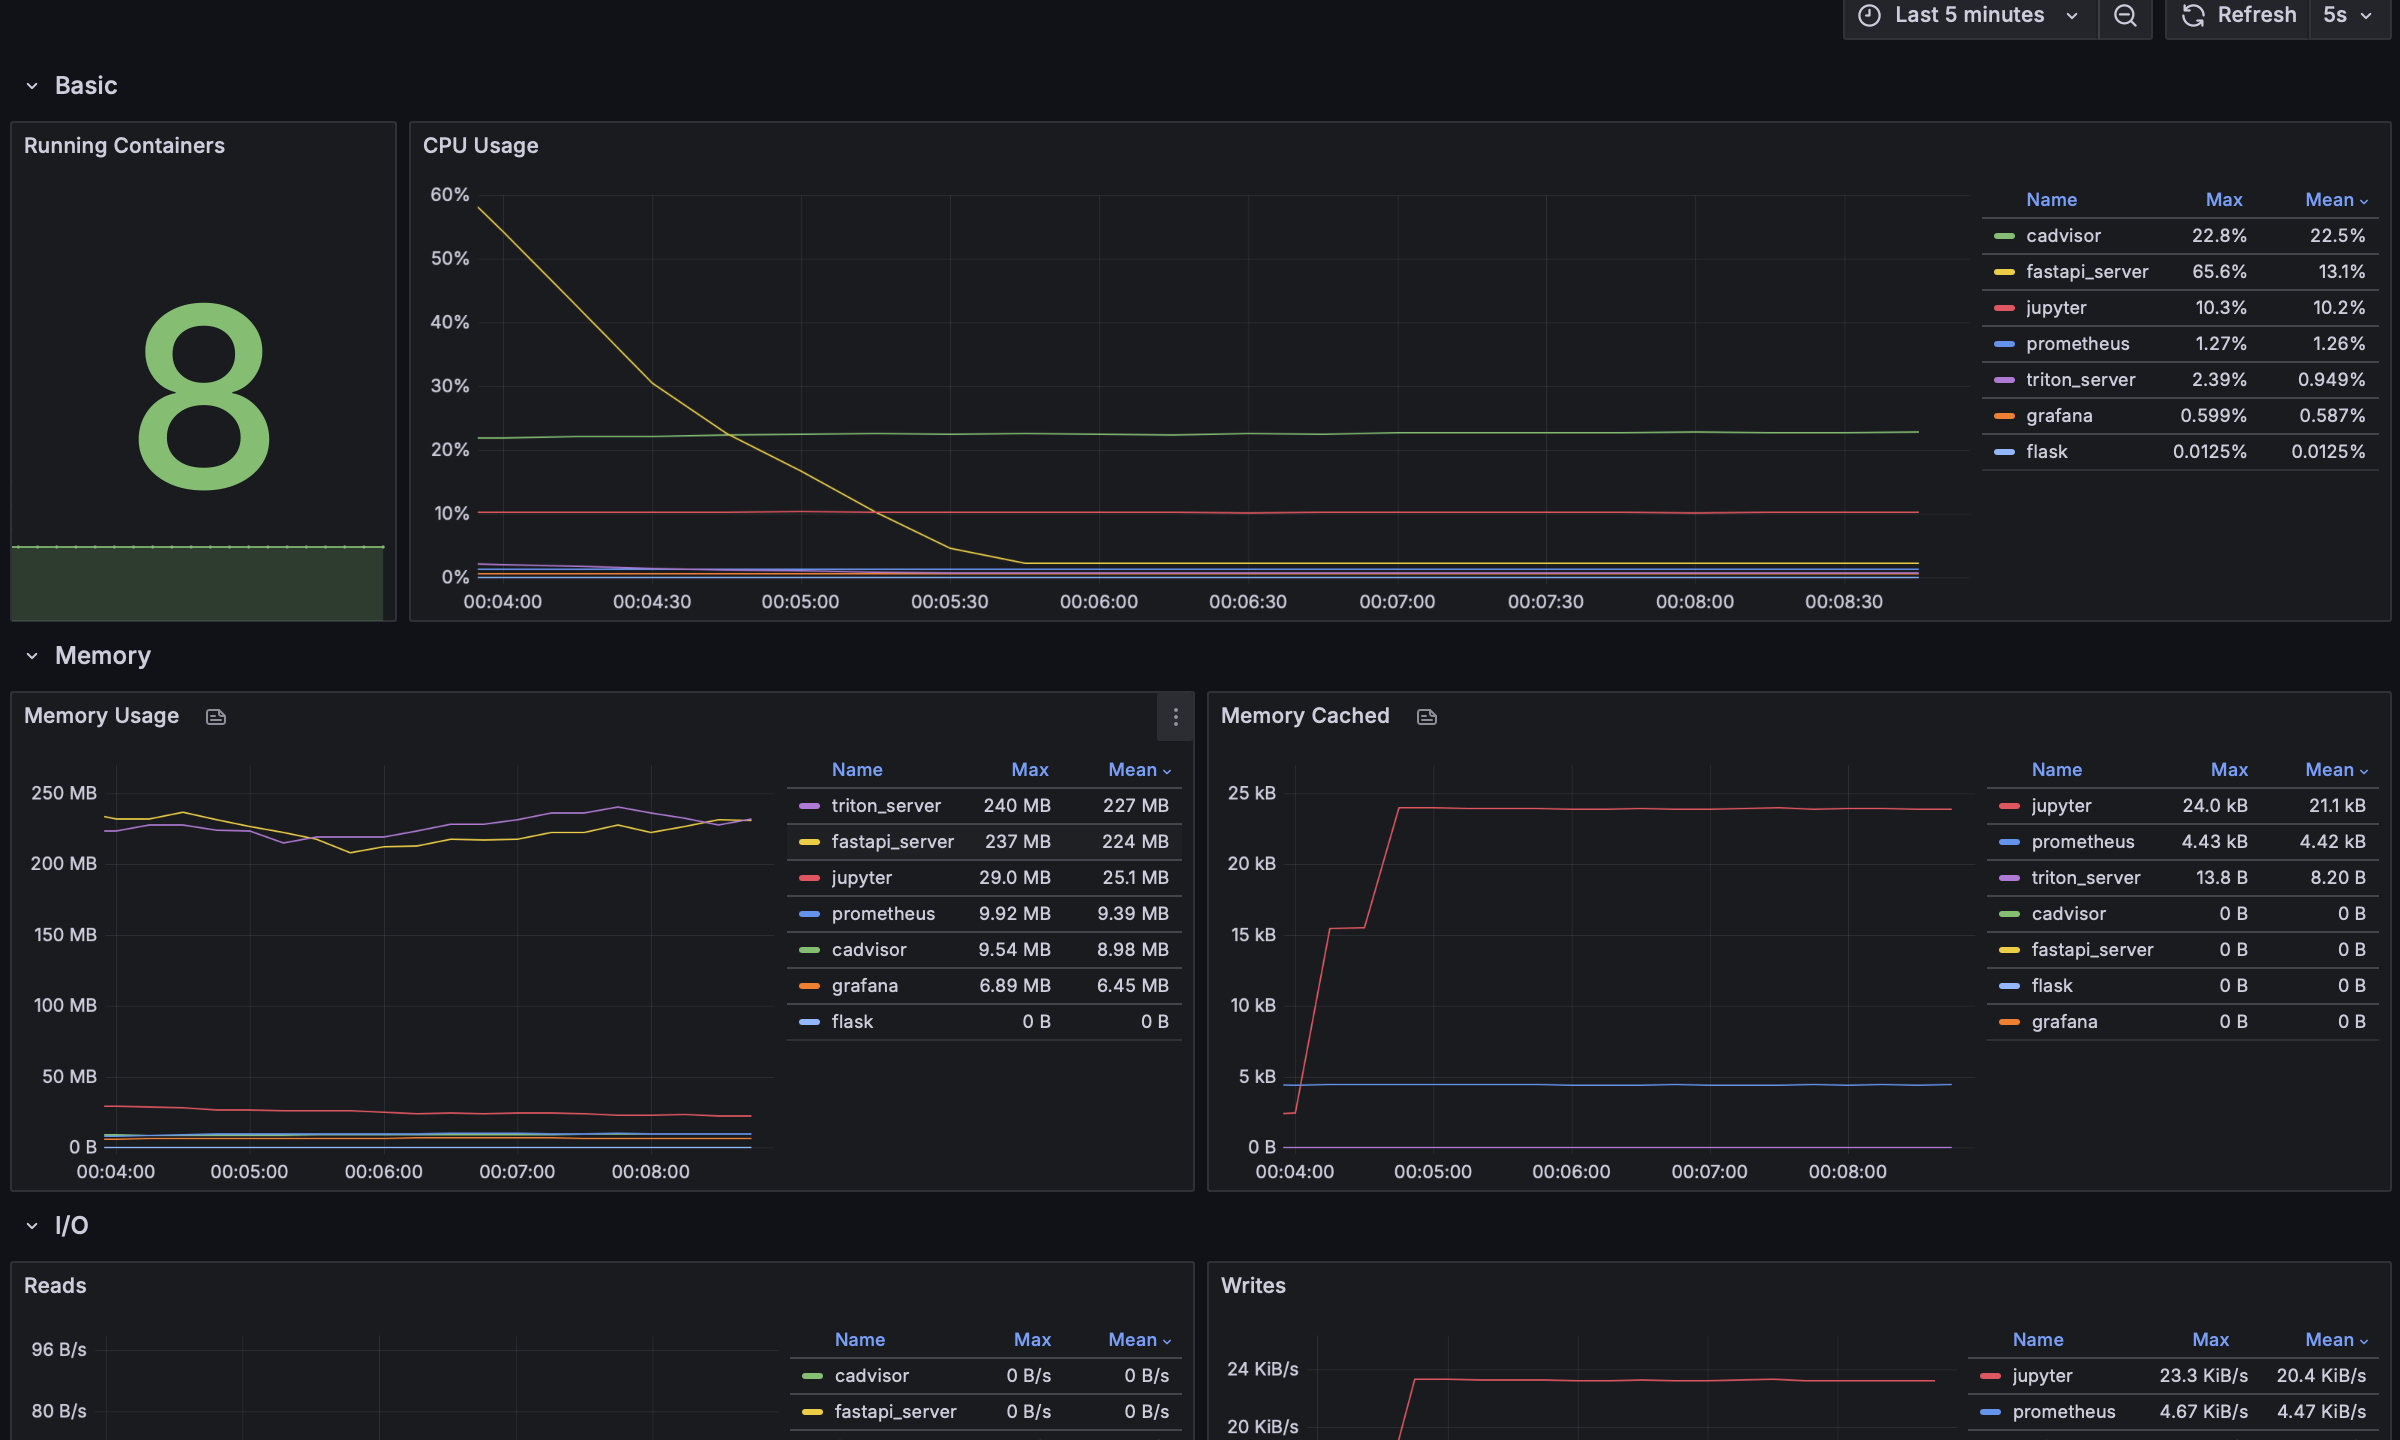 Last 5 minutes Refresh 5s
Basic
Running Containers
8
CPU Usage
60%
50%
40%
30%
20%
10%
0%
00:04:00 00:04:30 00:05:00 00:05:30 00:06:00 00:06:30 00:07:00 00:07:30 00:08:00 00:08:30
Name Max Mean
cadvisor 22.8% 22.5%
fastapi_server 65.6% 13.1%
jupyter 10.3% 10.2%
prometheus 1.27% 1.26%
triton_server 2.39% 0.949%
grafana 0.599% 0.587%
flask 0.0125% 0.0125%
Memory
Memory Usage
250 MB
200 MB
150 MB
100 MB
50 MB
0 B
00:04:00 00:05:00 00:06:00 00:07:00 00:08:00
Name Max Mean
triton_server 240 MB 227 MB
fastapi_server 237 MB 224 MB
jupyter 29.0 MB 25.1 MB
prometheus 9.92 MB 9.39 MB
cadvisor 9.54 MB 8.98 MB
grafana 6.89 MB 6.45 MB
flask 0 B 0 B
Memory Cached
25 kB
20 kB
15 kB
10 kB
5 kB
0 B
00:04:00 00:05:00 00:06:00 00:07:00 00:08:00
Name Max Mean
jupyter 24.0 kB 21.1 kB
prometheus 4.43 kB 4.42 kB
triton_server 13.8 B 8.20 B
cadvisor 0 B 0 B
fastapi_server 0 B 0 B
flask 0 B 0 B
grafana 0 B 0 B
I/O
Reads
96 B/s
80 B/s
Name Max Mean
cadvisor 0 B/s 0 B/s
fastapi_server 0 B/s 0 B/s
Writes
24 KiB/s
20 KiB/s
Name Max Mean
jupyter 23.3 KiB/s 20.4 KiB/s
prometheus 4.67 KiB/s 4.47 KiB/s